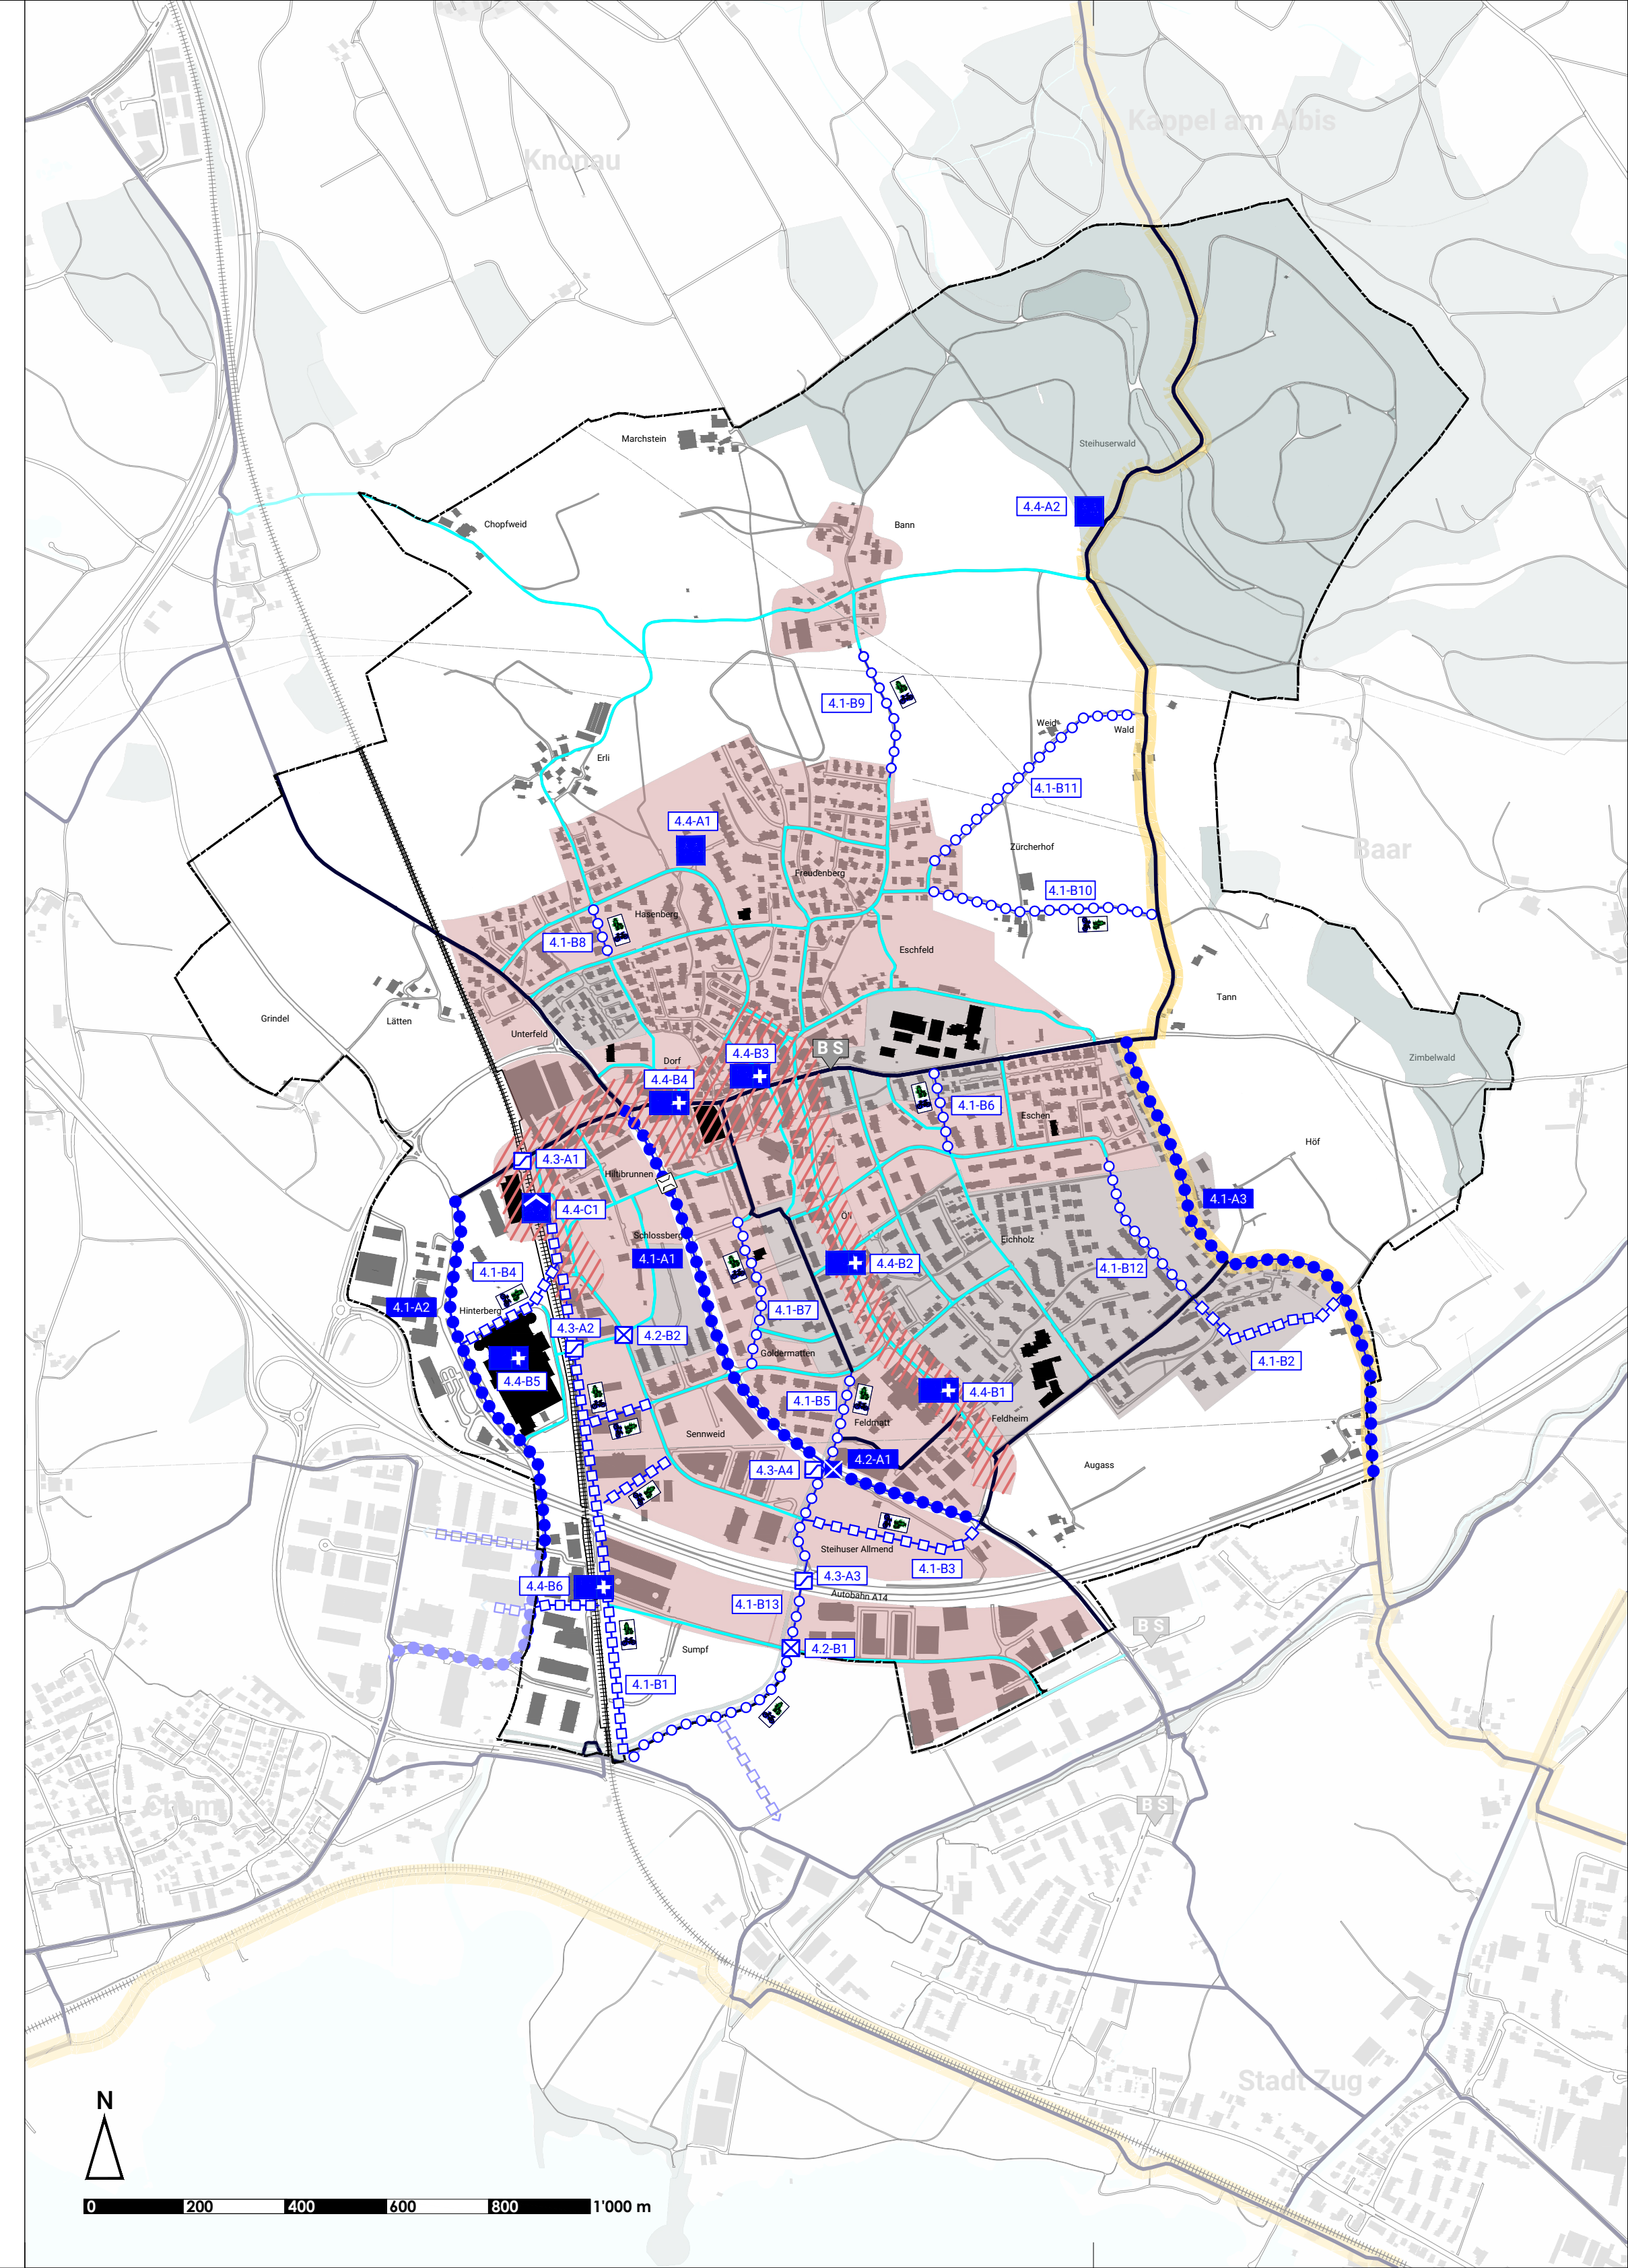 Kappel am Albis
Knonau
Marchstein
Steihuserwald
4.4-A2
Chopfweid
Bann
4.1-B9
Weid
Wald
Erli
4.1-B11
4.4-A1
Zürcherhof
Baar
Freudenberg
4.1-B10
Hasenberg
4.1-B8
Eschfeld
Tann
Grindel
Lätten
Unterfeld
B S
4.4-B3
Dorf
Zimbelwald
4.4-B4
4.1-B6
Eschen
Höf
4.3-A1
Hiltibrunnen
4.1-A3
4.4-C1
Öli
Schlossberg
Eichholz
4.1-A1
4.4-B2
4.1-B12
4.1-B4
4.1-A2
Hinterberg
4.1-B7
4.3-A2
4.2-B2
Goldermatten
4.1-B2
4.4-B5
4.4-B1
4.1-B5
Feldmatt
Feldheim
Sennweid
4.2-A1
4.3-A4
Augass
Steihuser Allmend
4.1-B3
4.3-A3
4.4-B6
Autobahn A14
4.1-B13
B S
Sumpf
4.2-B1
4.1-B1
Cham
B S
Stadt Zug
N
0 200 400 600 800 1'000 m